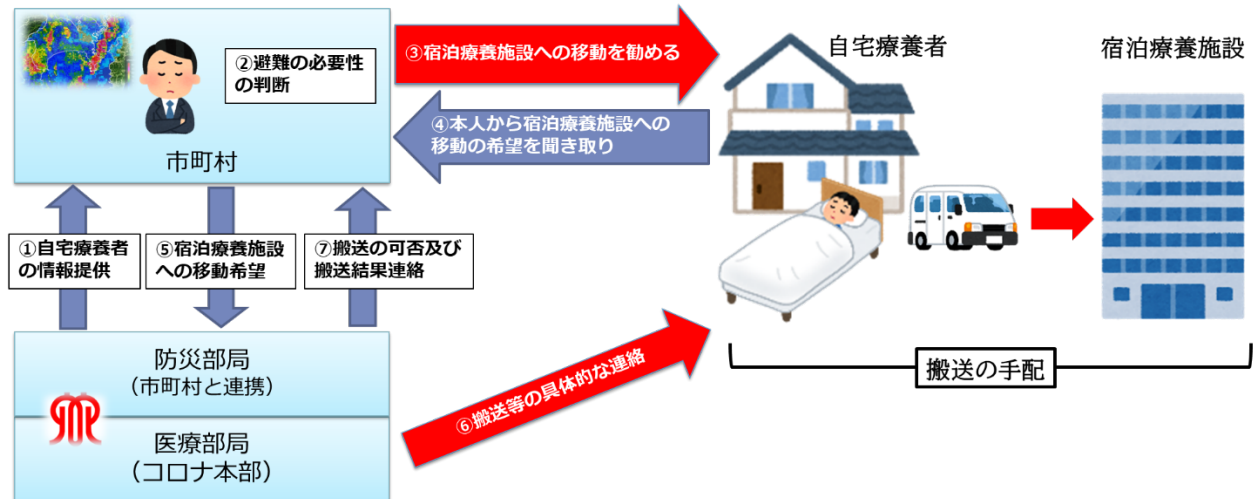 ②避難の必要性
の判断
市町村
③宿泊療養施設への移動を勧める
④本人から宿泊療養施設への
移動の希望を聞き取り
自宅療養者
宿泊療養施設
①自宅療養者
の情報提供
⑤宿泊療養施設
への移動希望
⑦搬送の可否及び
搬送結果連絡
防災部局
(市町村と連携)
医療部局
(コロナ本部)
⑥搬送等の具体的な連絡
搬送の手配